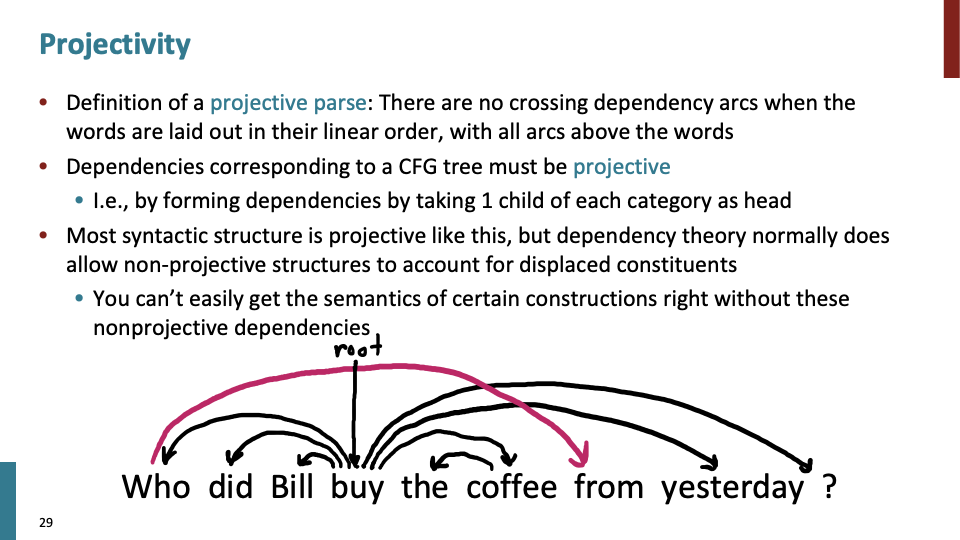 Projectivity
• Definition of a projective parse: There are no crossing dependency arcs when the
words are laid out in their linear order, with all arcs above the words
• Dependencies corresponding to a CFG tree must be projective
• I.e., by forming dependencies by taking 1 child of each category as head
• Most syntactic structure is projective like this, but dependency theory normally does
allow non-projective structures to account for displaced constituents
• You can’t easily get the semantics of certain constructions right without these
nonprojective dependencies
root
Who did Bill buy the coffee from yesterday ?
29